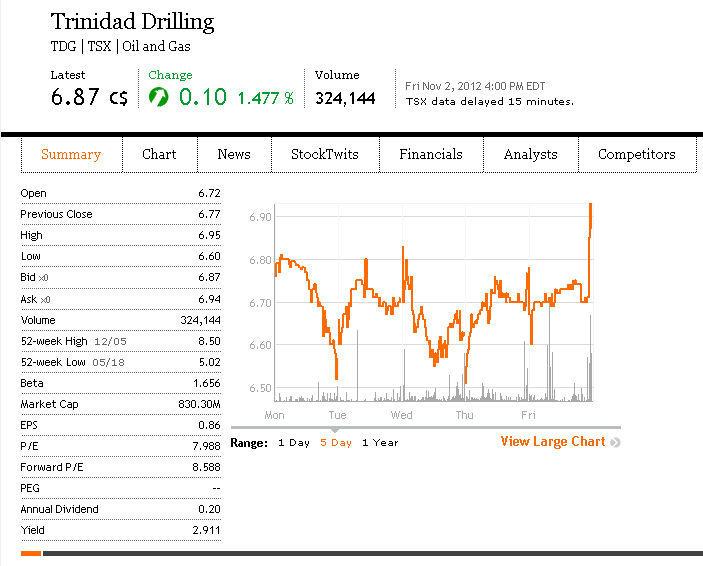 Trinidad Drilling
TDG | TSX | Oil and Gas
Latest Change Volume
6.87 C$ 0.10 1.477 % 324,144
Fri Nov 2, 2012 4:00 PM EDT
TSX data delayed 15 minutes.
Summary Chart News StockTwits Financials Analysts Competitors
Open 6.72
Previous Close 6.77
High 6.95
Low 6.60
Bid x0 6.87
Ask x0 6.94
Volume 324,144
52-week High 12/05 8.50
52-week Low 05/18 5.02
Beta 1.656
Market Cap 830.30M
EPS 0.86
P/E 7.988
Forward P/E 8.588
PEG --
Annual Dividend 0.20
Yield 2.911
6.90
6.80
6.70
6.60
6.50
Mon Tue Wed Thu Fri
Range: 1 Day 5 Day 1 Year View Large Chart